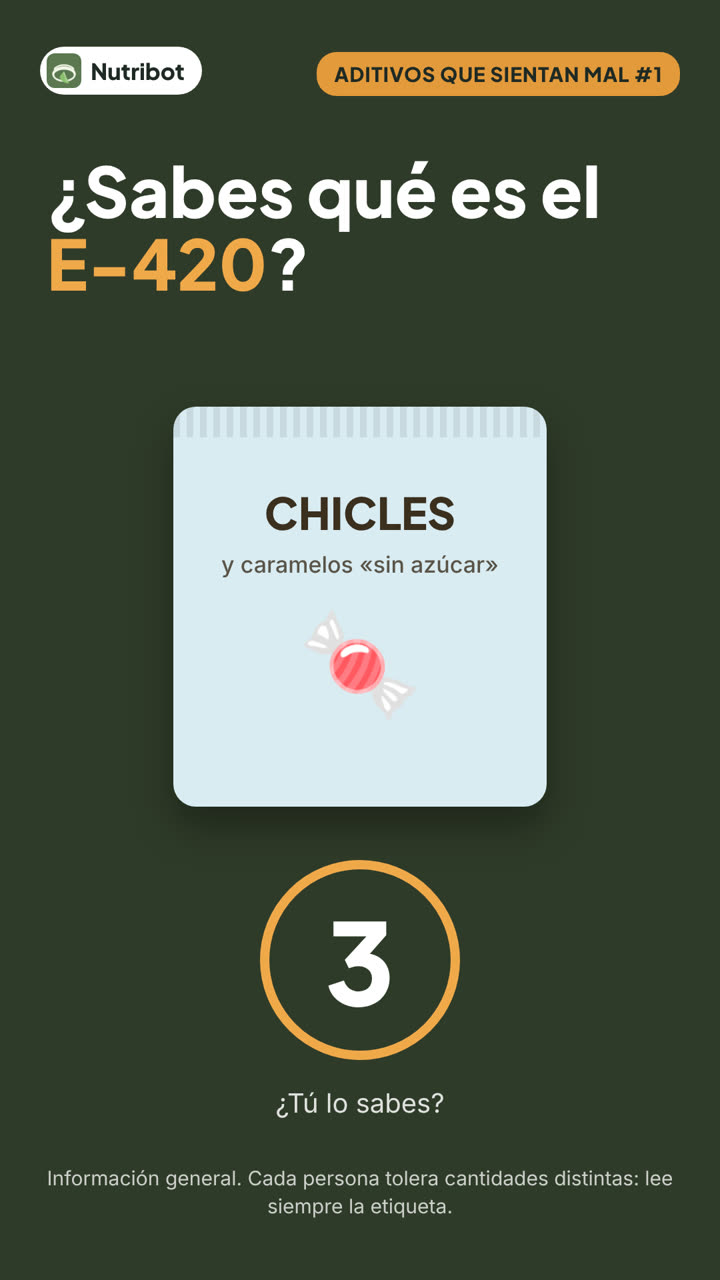 Nutribot
ADITIVOS QUE SIENTAN MAL #1
¿Sabes qué es el
E–420?
CHICLES
y caramelos «sin azúcar»
3
¿Tú lo sabes?
Información general. Cada persona tolera cantidades distintas: lee
siempre la etiqueta.